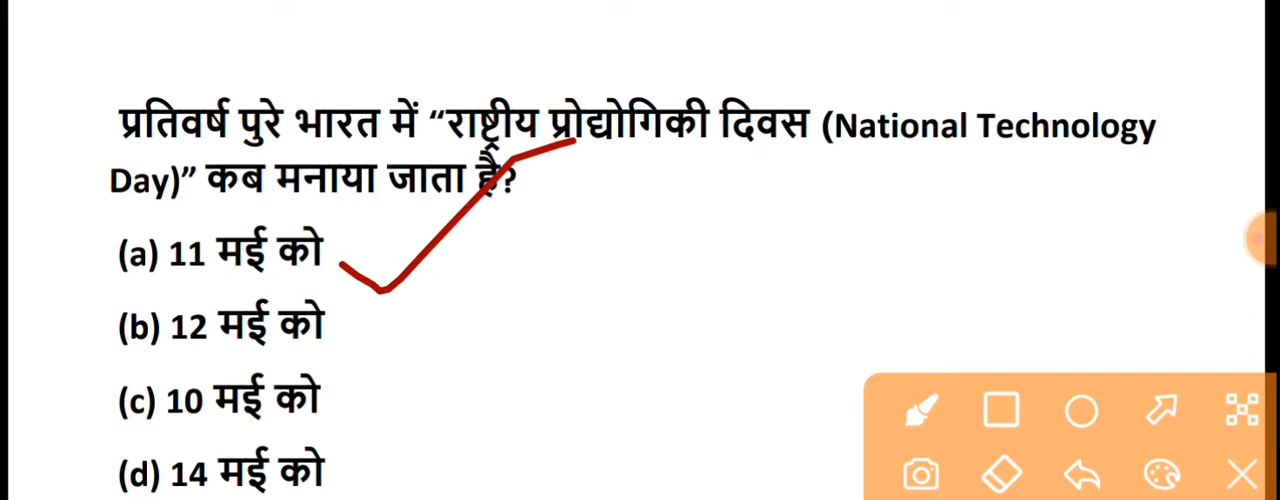 प्रतिवर्ष पुरे भारत में “राष्ट्रीय प्रोद्योगिकी दिवस (National Technology
Day)” कब मनाया जाता है?
(a) 11 मई को
(b) 12 मई को
(c) 10 मई को
(d) 14 मई को